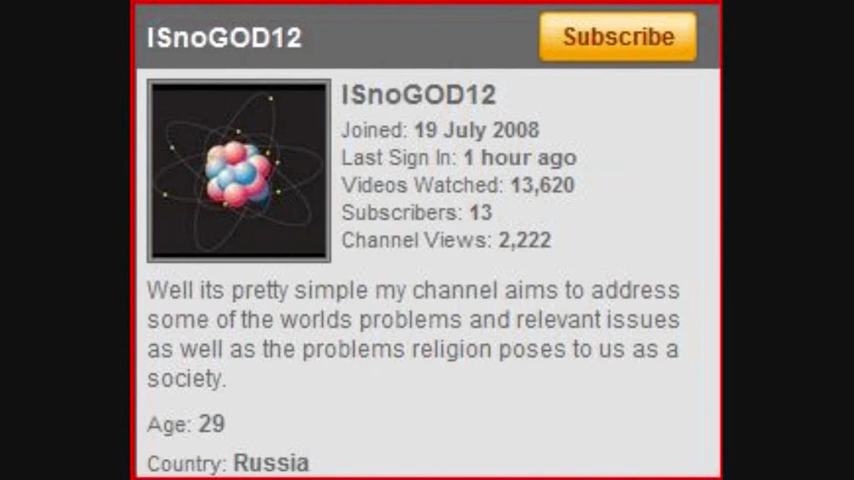 ISnoGOD12
Subscribe
ISnoGOD12
Joined: 19 July 2008
Last Sign In: 1 hour ago
Videos Watched: 13,620
Subscribers: 13
Channel Views: 2,222
Well its pretty simple my channel aims to address
some of the worlds problems and relevant issues
as well as the problems religion poses to us as a
society.
Age: 29
Country: Russia